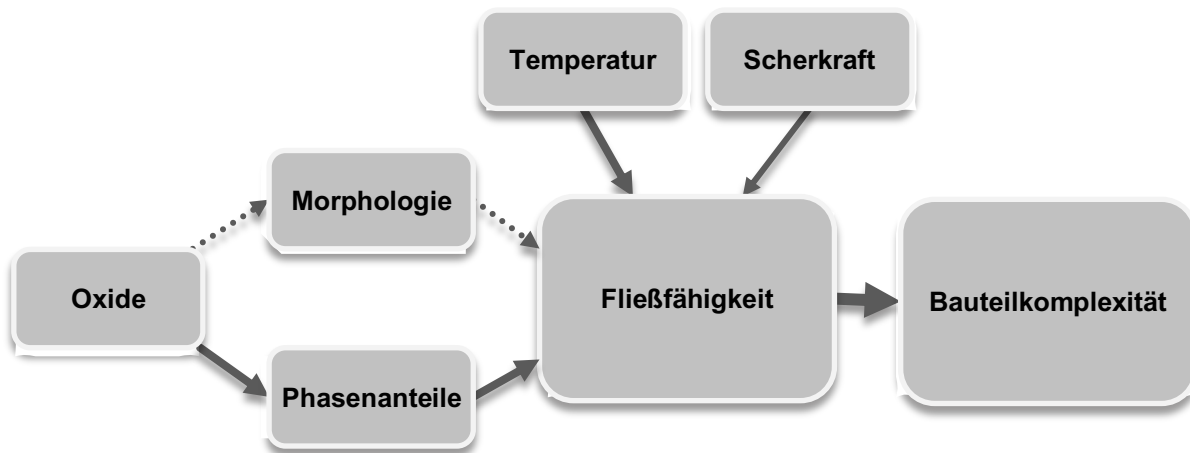 Temperatur
Scherkraft
Morphologie
Oxide
Fließfähigkeit
Bauteilkomplexität
Phasenanteile